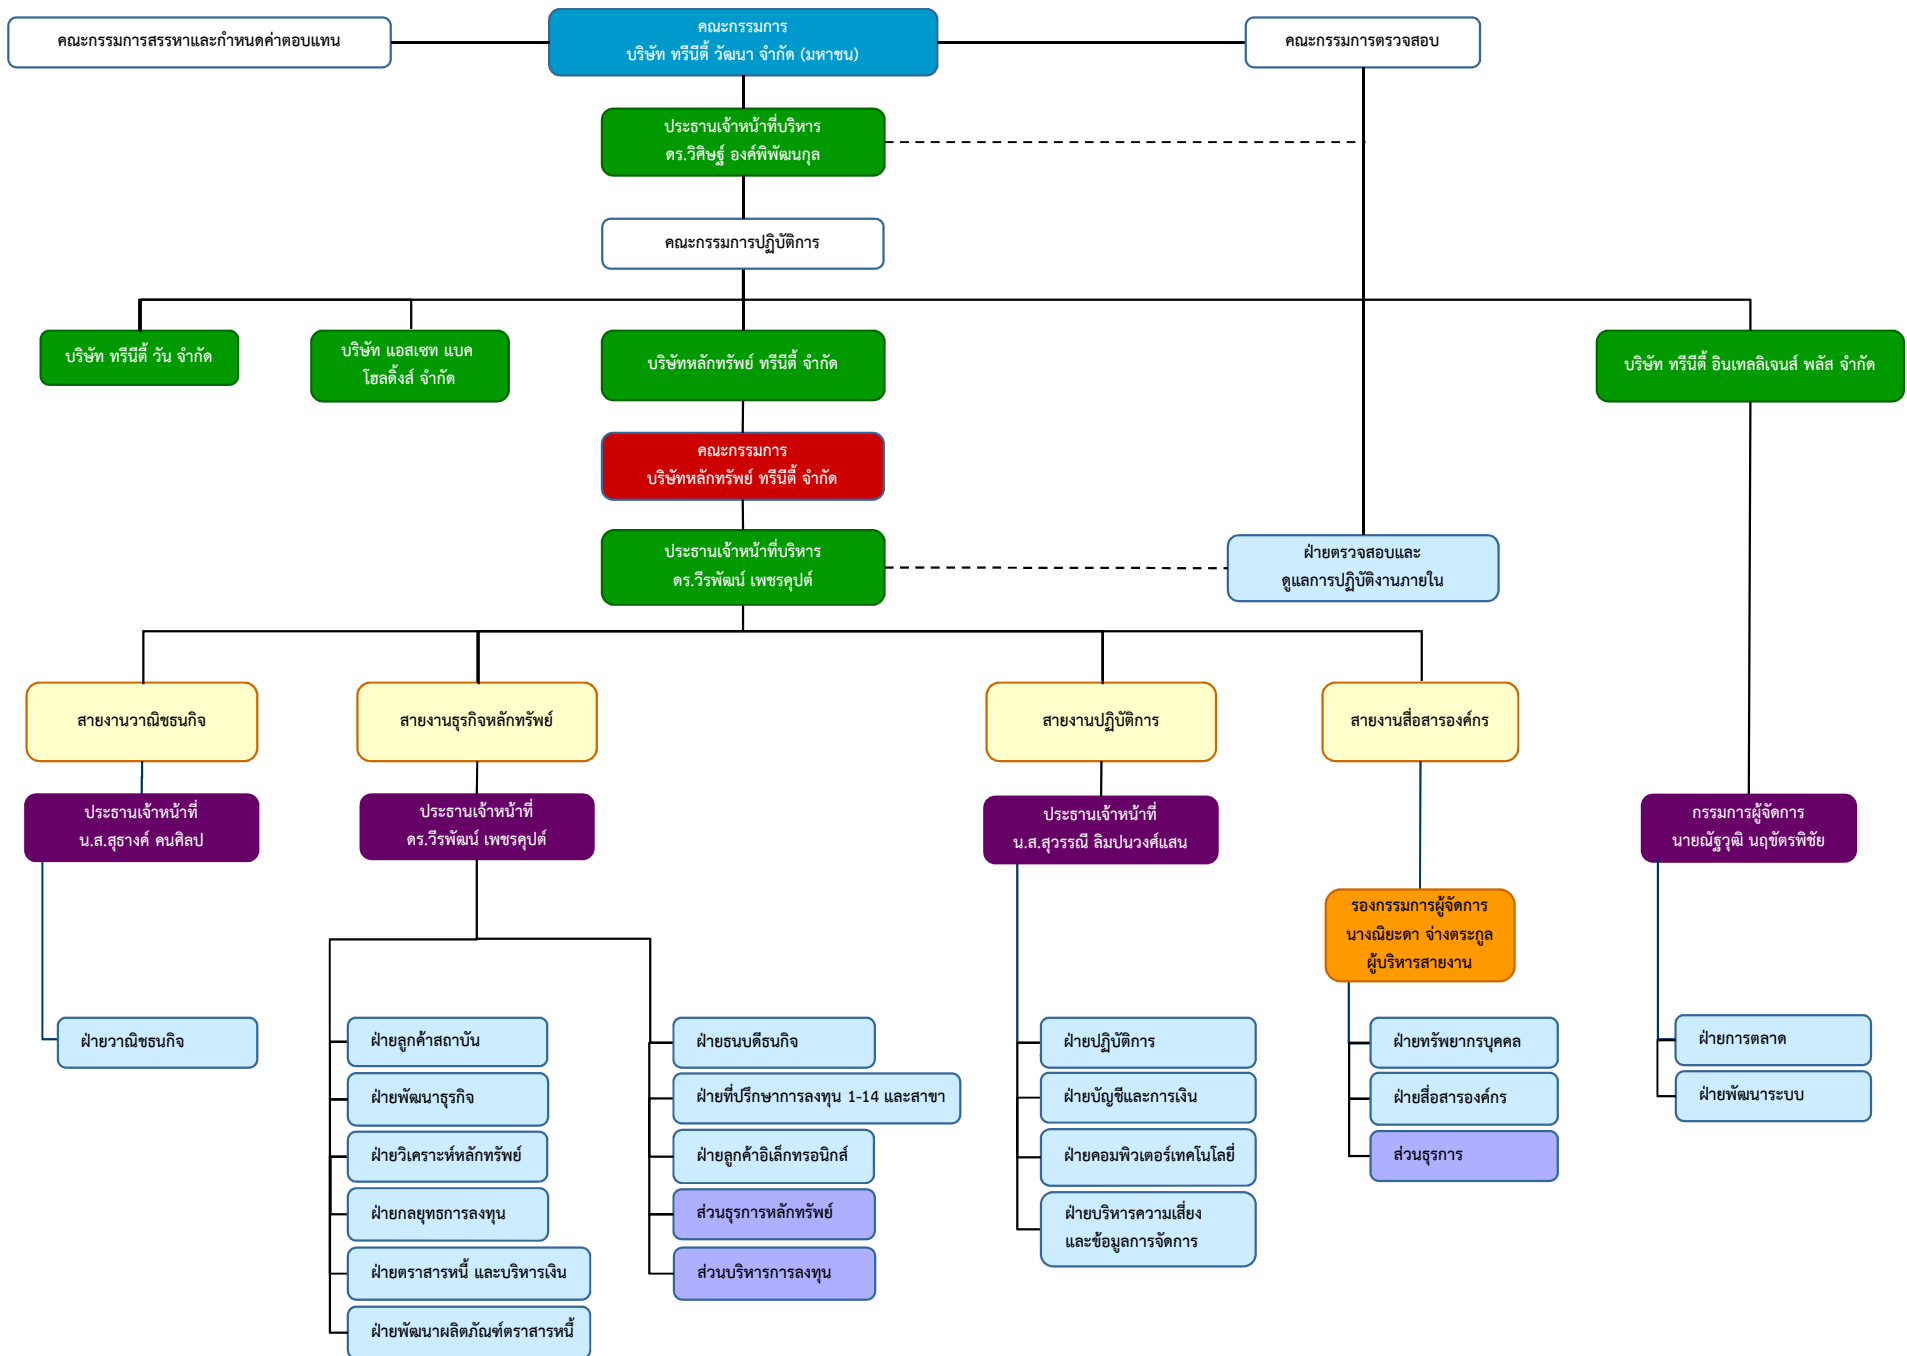 คณะกรรมการสรรหาและกำหนดค่าตอบแทน
คณะกรรมการ
บริษัท ทรีนีตี้ วัฒนา จำกัด (มหาชน)
คณะกรรมการตรวจสอบ
ประธานเจ้าหน้าที่บริหาร
ดร.วิศิษฐ์ องค์พิพัฒนกุล
คณะกรรมการปฏิบัติการ
บริษัท ทรีนีตี้ วัน จำกัด
บริษัท แอสเซท แบค
โฮลดิ้งส์ จำกัด
บริษัทหลักทรัพย์ ทรีนีตี้ จำกัด
บริษัท ทรีนีตี้ อินเทลลิเจนส์ พลัส จำกัด
คณะกรรมการ
บริษัทหลักทรัพย์ ทรีนีตี้ จำกัด
ประธานเจ้าหน้าที่บริหาร
ดร.วีรพัฒน์ เพชรคุปต์
ฝ่ายตรวจสอบและ
ดูแลการปฏิบัติงานภายใน
สายงานวาณิชธนกิจ
สายงานธุรกิจหลักทรัพย์
สายงานปฏิบัติการ
สายงานสื่อสารองค์กร
ประธานเจ้าหน้าที่
น.ส.สุธางค์ คนศิลป
ประธานเจ้าหน้าที่
ดร.วีรพัฒน์ เพชรคุปต์
ประธานเจ้าหน้าที่
น.ส.สุวรรณี ลิมปนวงศ์แสน
กรรมการผู้จัดการ
นายณัฐวุฒิ นฤขัตรพิชัย
รองกรรมการผู้จัดการ
นางณิยะดา จ่างตระกูล
ผู้บริหารสายงาน
ฝ่ายวาณิชธนกิจ
ฝ่ายลูกค้าสถาบัน
ฝ่ายพัฒนาธุรกิจ
ฝ่ายวิเคราะห์หลักทรัพย์
ฝ่ายกลยุทธการลงทุน
ฝ่ายตราสารหนี้ และบริหารเงิน
ฝ่ายพัฒนาผลิตภัณฑ์ตราสารหนี้
ฝ่ายธนบดีธนกิจ
ฝ่ายที่ปรึกษาการลงทุน 1-14 และสาขา
ฝ่ายลูกค้าอิเล็กทรอนิกส์
ส่วนธุรการหลักทรัพย์
ส่วนบริหารการลงทุน
ฝ่ายปฏิบัติการ
ฝ่ายบัญชีและการเงิน
ฝ่ายคอมพิวเตอร์เทคโนโลยี่
ฝ่ายบริหารความเสี่ยง
และข้อมูลการจัดการ
ฝ่ายทรัพยากรบุคคล
ฝ่ายสื่อสารองค์กร
ส่วนธุรการ
ฝ่ายการตลาด
ฝ่ายพัฒนาระบบ